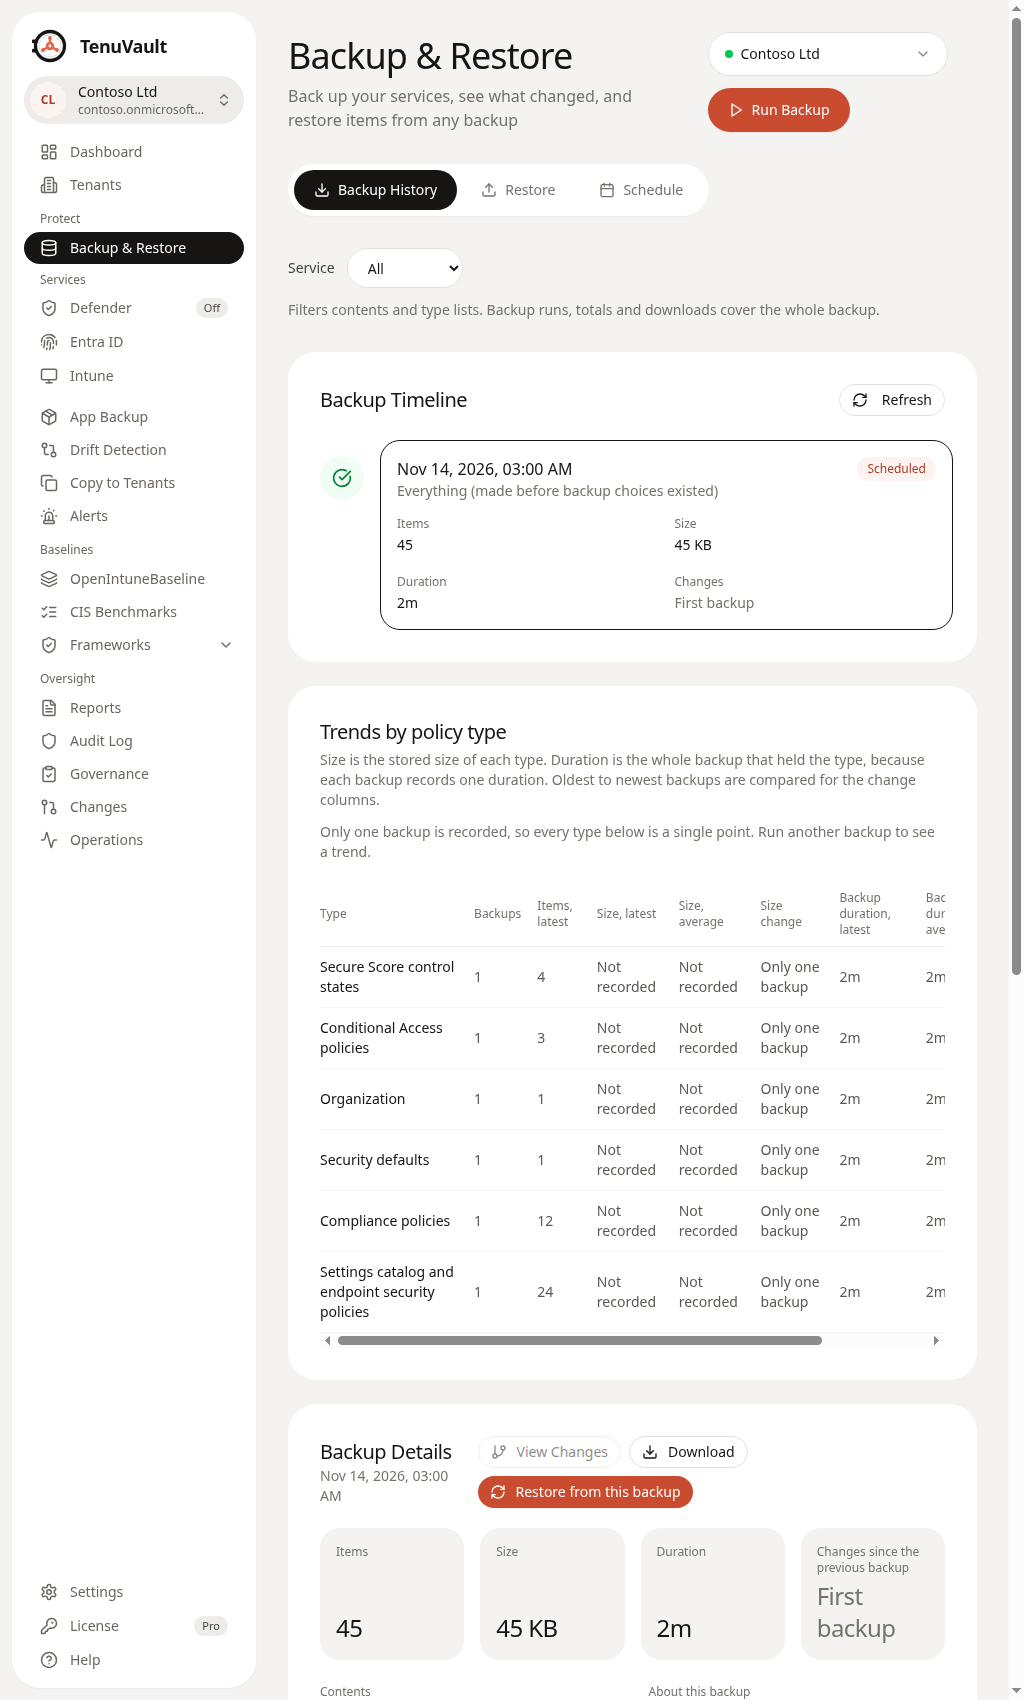 TenuVault
CL
Contoso Ltd
contoso.onmicrosoft...
Dashboard
Tenants
Protect
Backup & Restore
Services
Defender
Off
Entra ID
Intune
App Backup
Drift Detection
Copy to Tenants
Alerts
Baselines
OpenIntuneBaseline
CIS Benchmarks
Frameworks
Oversight
Reports
Audit Log
Governance
Changes
Operations
Settings
License
Pro
Help
Backup & Restore
Back up your services, see what changed, and
restore items from any backup
Contoso Ltd
Run Backup
Backup History
Restore
Schedule
Service
All
Filters contents and type lists. Backup runs, totals and downloads cover the whole backup.
Backup Timeline
Refresh
Nov 14, 2026, 03:00 AM
Scheduled
Everything (made before backup choices existed)
Items
Size
45
45 KB
Duration
Changes
2m
First backup
Trends by policy type
Size is the stored size of each type. Duration is the whole backup that held the type, because
each backup records one duration. Oldest to newest backups are compared for the change
columns.
Only one backup is recorded, so every type below is a single point. Run another backup to see
a trend.
Type
Backups
Items,
latest
Size, latest
Size,
average
Size
change
Backup
duration,
latest
Bac
dur
ave
Secure Score control
states
1
4
Not
recorded
Not
recorded
Only one
backup
2m
2m
Conditional Access
policies
1
3
Not
recorded
Not
recorded
Only one
backup
2m
2m
Organization
1
1
Not
recorded
Not
recorded
Only one
backup
2m
2m
Security defaults
1
1
Not
recorded
Not
recorded
Only one
backup
2m
2m
Compliance policies
1
12
Not
recorded
Not
recorded
Only one
backup
2m
2m
Settings catalog and
endpoint security
policies
1
24
Not
recorded
Not
recorded
Only one
backup
2m
2m
Backup Details
Nov 14, 2026, 03:00
AM
View Changes
Download
Restore from this backup
Items
45
Size
45 KB
Duration
2m
Changes since the
previous backup
First
backup
Contents
About this backup